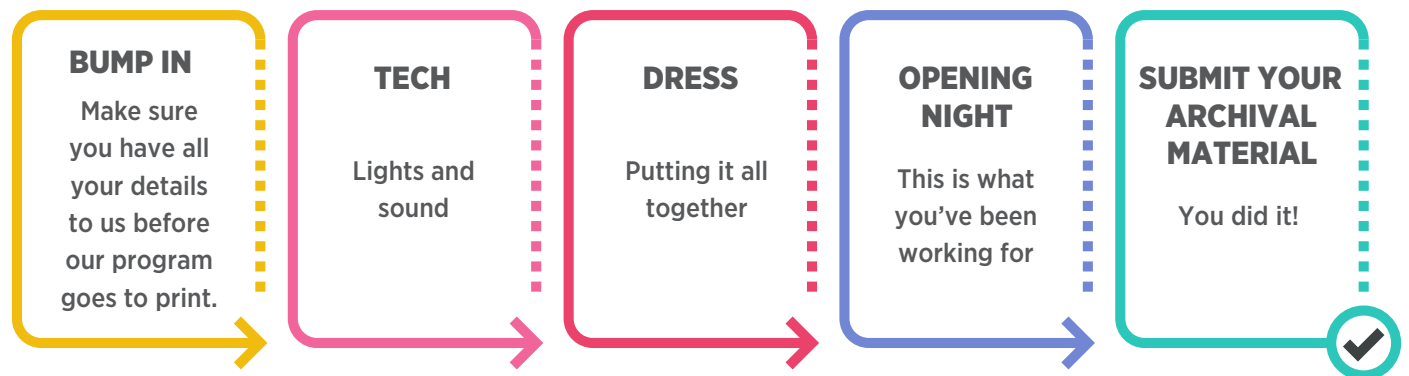 BUMP IN
Make sure
you have all
your details
to us before
our program
goes to print.
TECH
Lights and
sound
DRESS
Putting it all
together
OPENING
NIGHT
This is what
you’ve been
working for
SUBMIT YOUR
ARCHIVAL
MATERIAL
You did it!